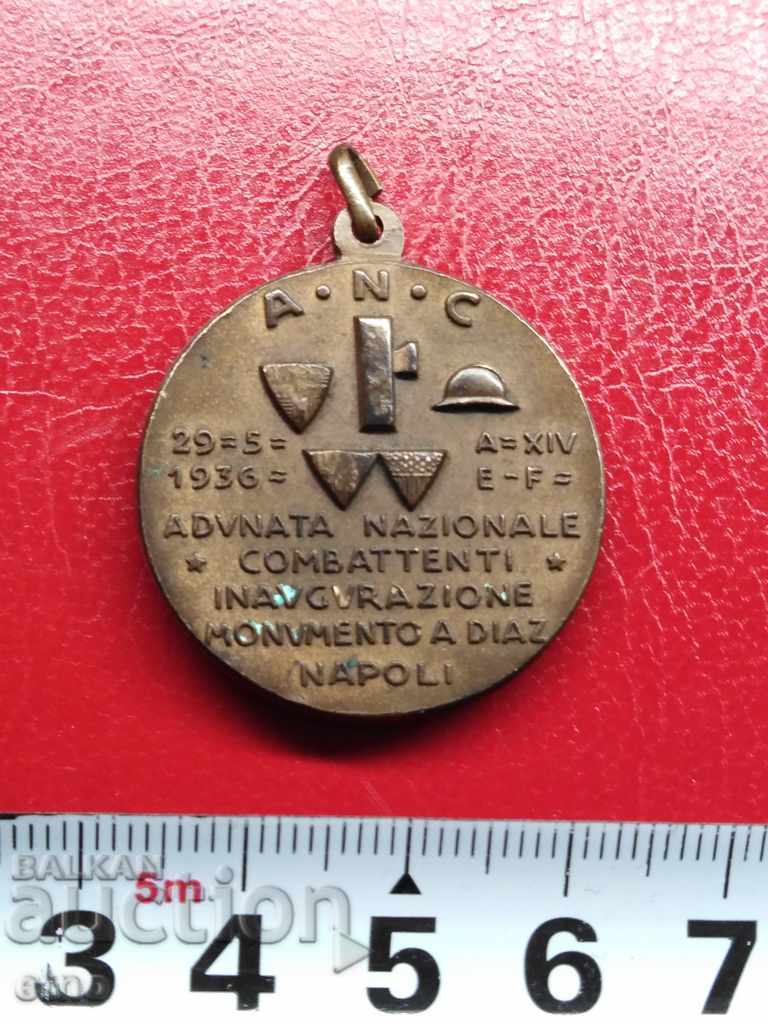 A·N·C
29=5= A=XIV
1936= E-F=
ADVNATA NAZIONALE
* COMBATTENTI *
INAVGVRAZIONE
MONVMENTO A DIAZ
NAPOLI
BALKAN
auction
5m
3 4 5 6 7